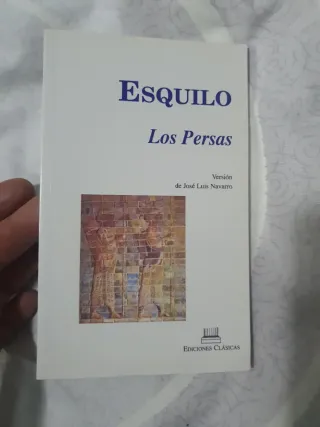 ESQUILO
Los Persas
Versión
de José Luis Navarro
EDICIONES CLÁSICAS